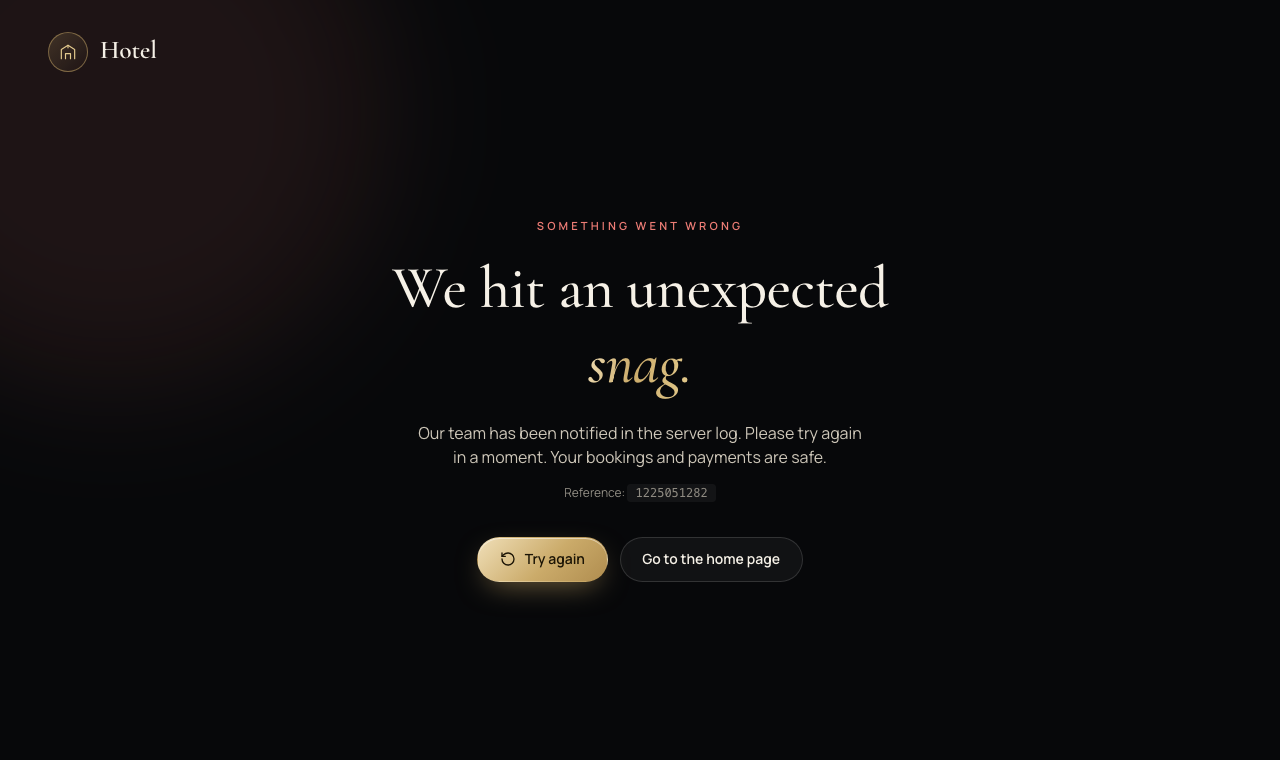 Hotel
SOMETHING WENT WRONG
We hit an unexpected
snag.
Our team has been notified in the server log. Please try again
in a moment. Your bookings and payments are safe.
Reference: 1225051282
Try again
Go to the home page